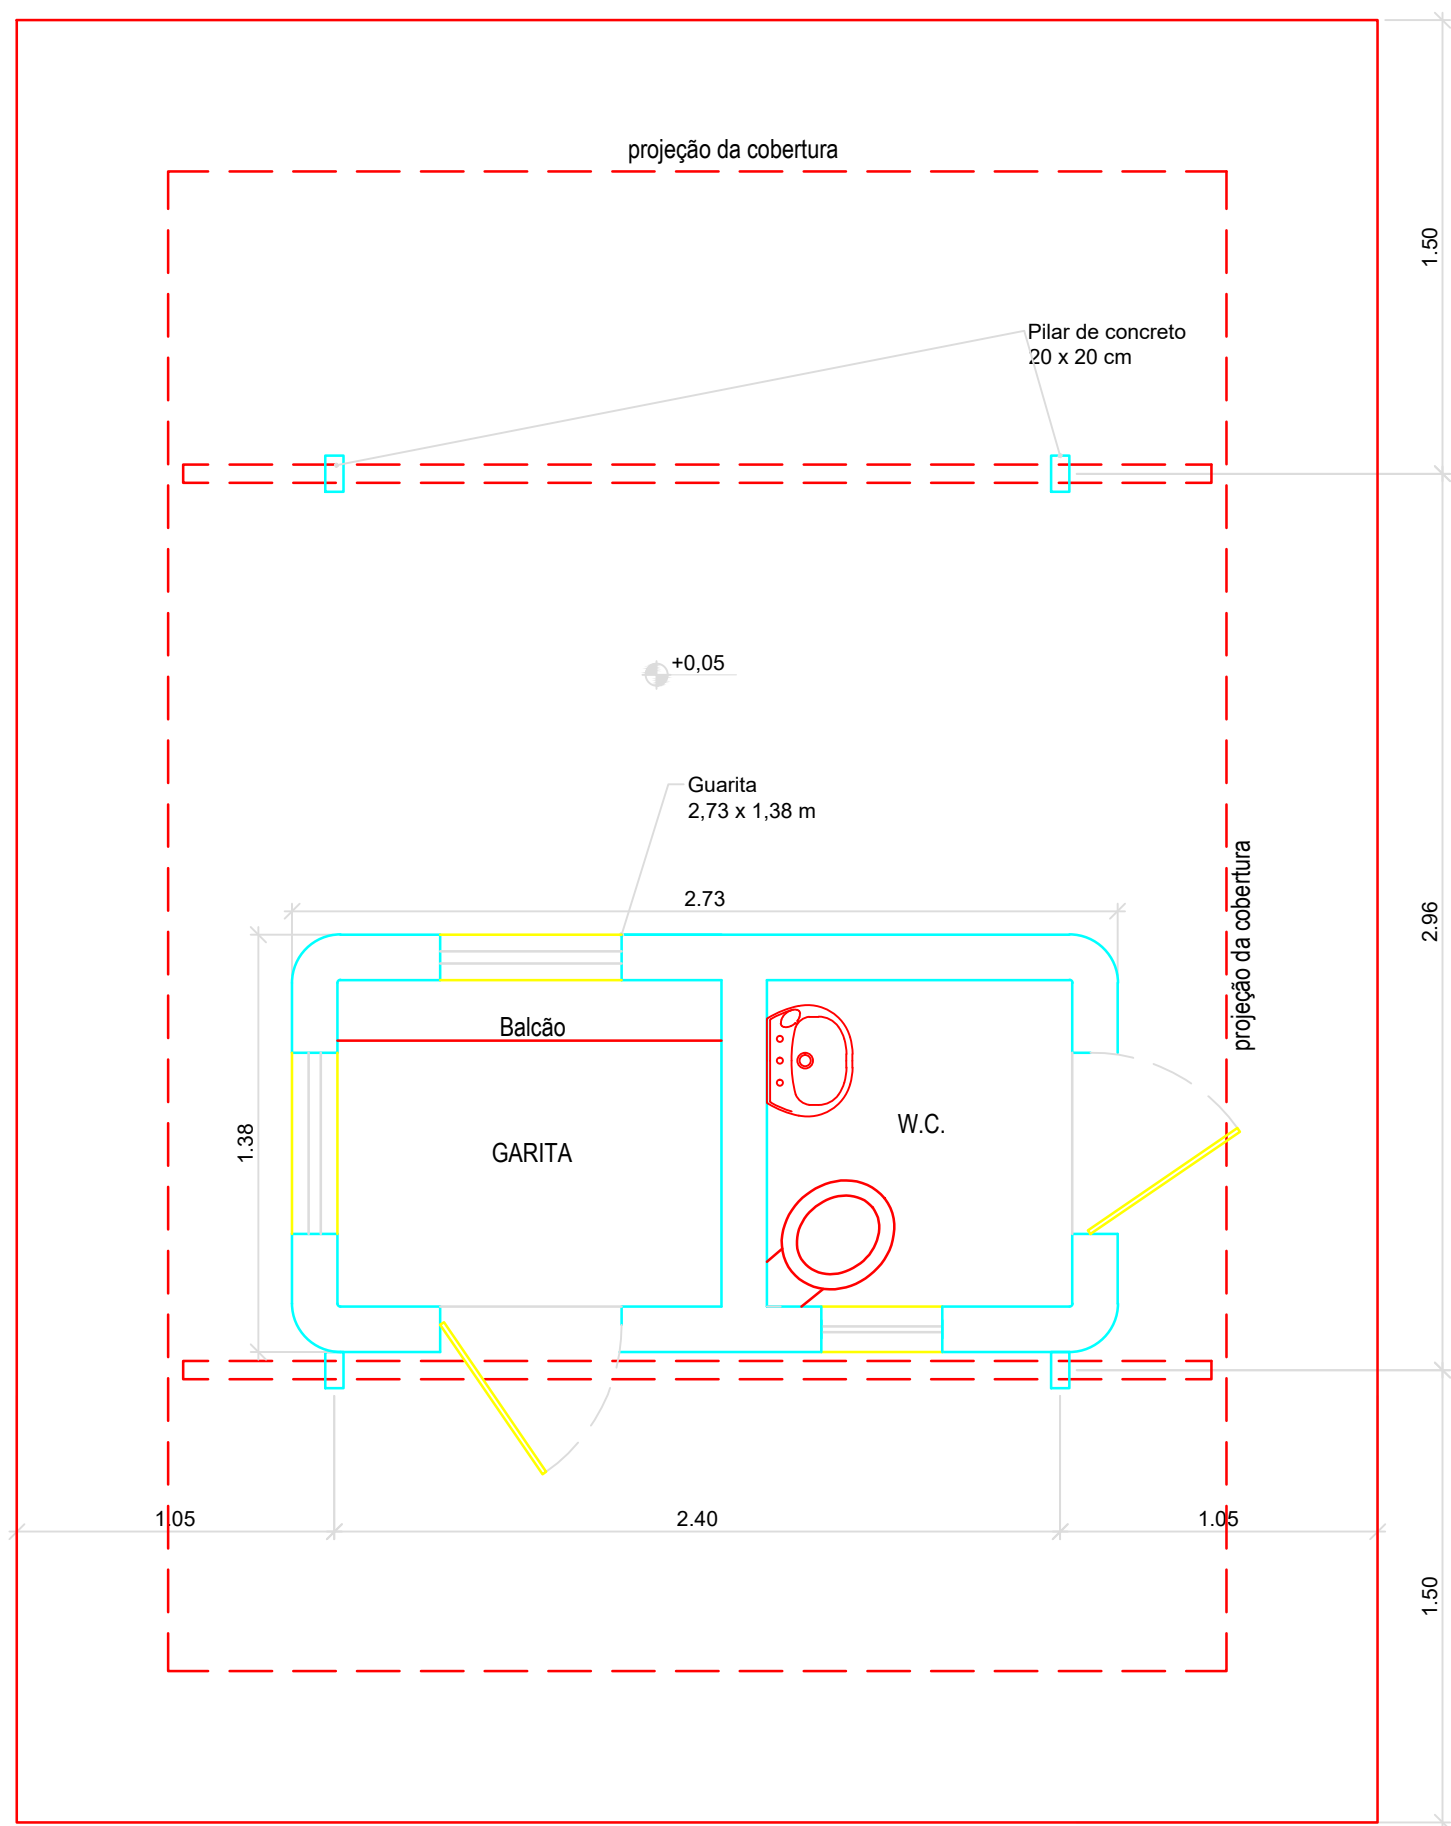 projeção da cobertura
1.50
Pilar de concreto
20 x 20 cm
+0,05
Guarita
2,73 x 1,38 m
projeção da cobertura
2.73
2.96
Balcão
1.38
W.C.
GARITA
1.05
2.40
1.05
1.50